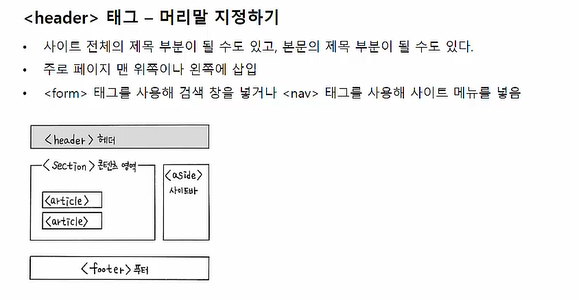 <header> 태그 – 머리말 지정하기
• 사이트 전체의 제목 부분이 될 수도 있고, 본문의 제목 부분이 될 수도 있다.
• 주로 페이지 맨 위쪽이나 왼쪽에 삽입
• <form> 태그를 사용해 검색 창을 넣거나 <nav> 태그를 사용해 사이트 메뉴를 넣음
<header> 헤더
<section> 콘텐츠 영역
<aside>
사이드바
<article>
<article>
<footer> 푸터